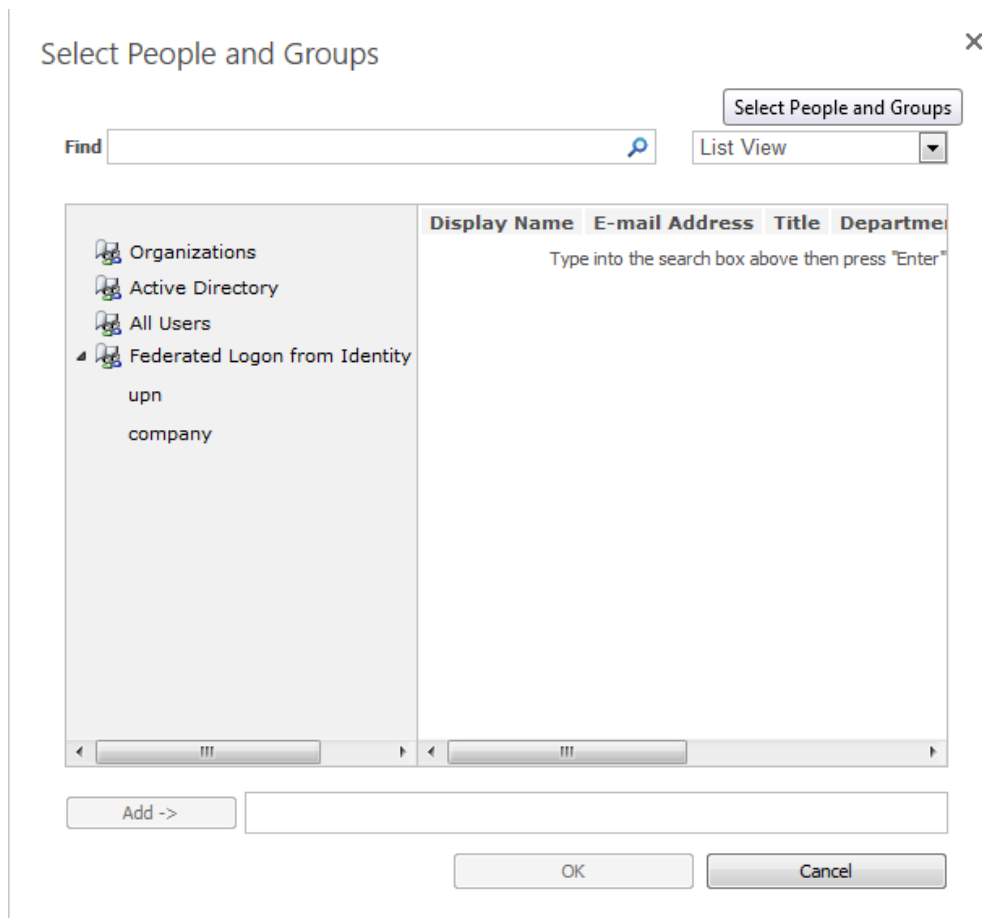 Select People and Groups
Select People and Groups
Find
List View
Display Name E-mail Address Title Departmen
Type into the search box above then press "Enter"
Organizations
Active Directory
All Users
Federated Logon from Identity
upn
company
Add ->
OK
Cancel